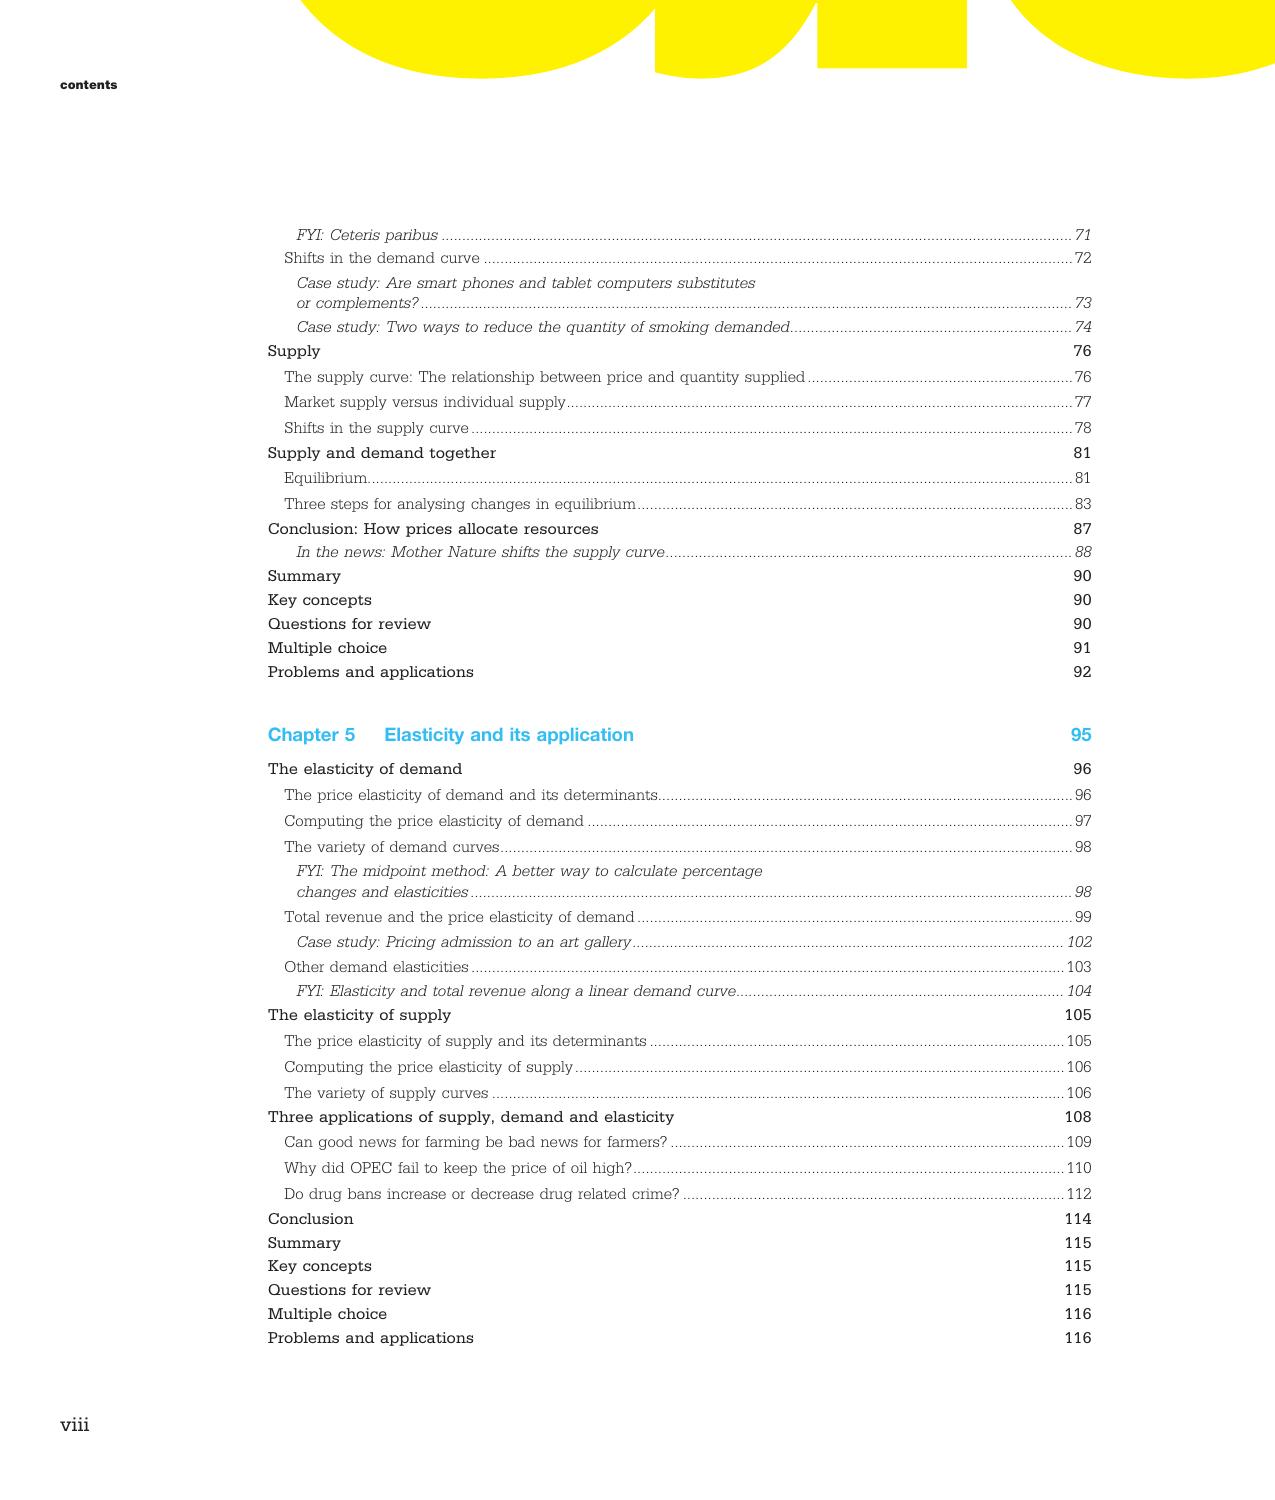 contents
FYI: Ceteris paribus ........ 71
Shifts in the demand curve ........ 72
Case study: Are smart phones and tablet computers substitutes
or complements? ........ 73
Case study: Two ways to reduce the quantity of smoking demanded ........ 74
Supply 76
The supply curve: The relationship between price and quantity supplied ........ 76
Market supply versus individual supply ........ 77
Shifts in the supply curve ........ 78
Supply and demand together 81
Equilibrium ........ 81
Three steps for analysing changes in equilibrium ........ 83
Conclusion: How prices allocate resources 87
In the news: Mother Nature shifts the supply curve ........ 88
Summary 90
Key concepts 90
Questions for review 90
Multiple choice 91
Problems and applications 92
Chapter 5 Elasticity and its application 95
The elasticity of demand 96
The price elasticity of demand and its determinants ........ 96
Computing the price elasticity of demand ........ 97
The variety of demand curves ........ 98
FYI: The midpoint method: A better way to calculate percentage
changes and elasticities ........ 98
Total revenue and the price elasticity of demand ........ 99
Case study: Pricing admission to an art gallery ........ 102
Other demand elasticities ........ 103
FYI: Elasticity and total revenue along a linear demand curve ........ 104
The elasticity of supply 105
The price elasticity of supply and its determinants ........ 105
Computing the price elasticity of supply ........ 106
The variety of supply curves ........ 106
Three applications of supply, demand and elasticity 108
Can good news for farming be bad news for farmers? ........ 109
Why did OPEC fail to keep the price of oil high? ........ 110
Do drug bans increase or decrease drug related crime? ........ 112
Conclusion 114
Summary 115
Key concepts 115
Questions for review 115
Multiple choice 116
Problems and applications 116
viii